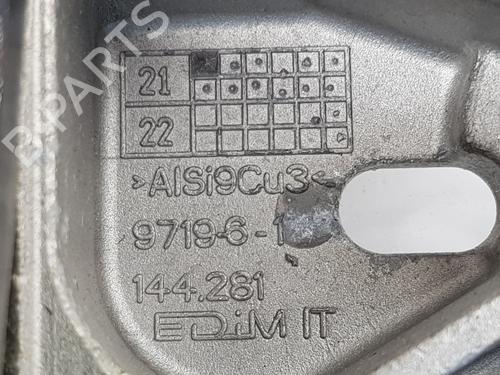 B-PARTS
21
22
>AlSi9Cu3<
9719-6-1
144.281
EDiM IT